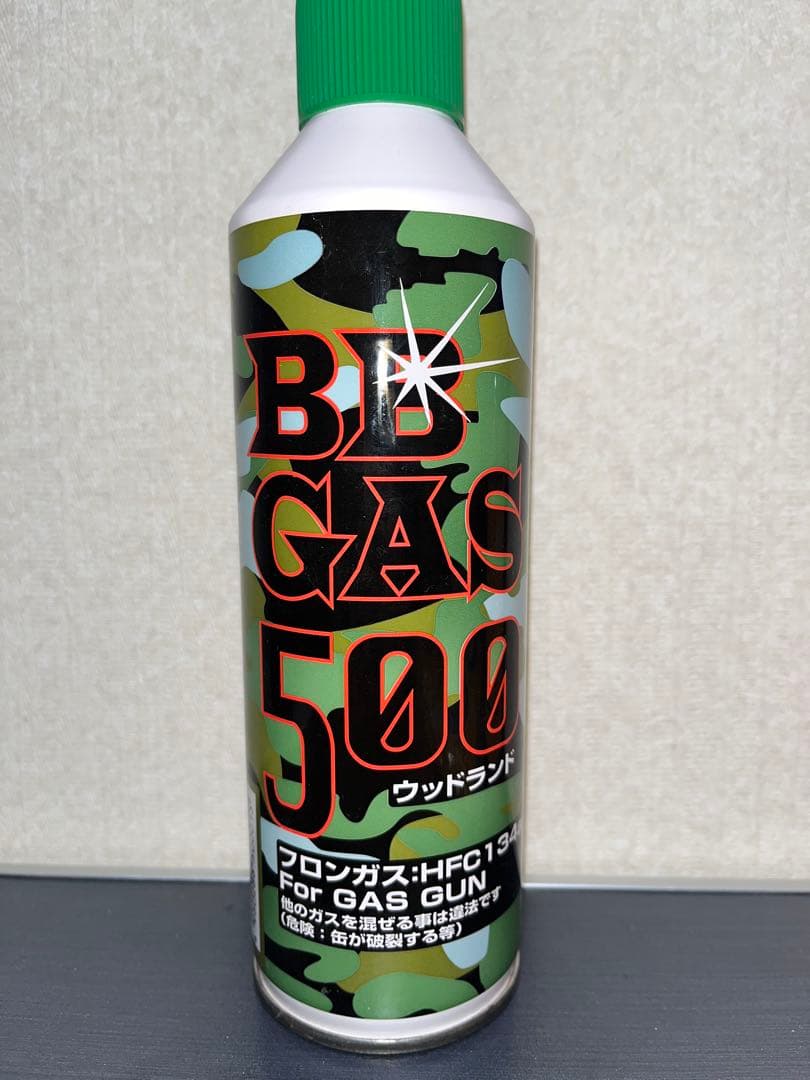 BB
GAS
500
ウッドランド
フロンガス:HFC134
For GAS GUN
他のガスを混ぜる事は違法です
(危険:缶が破裂する等)